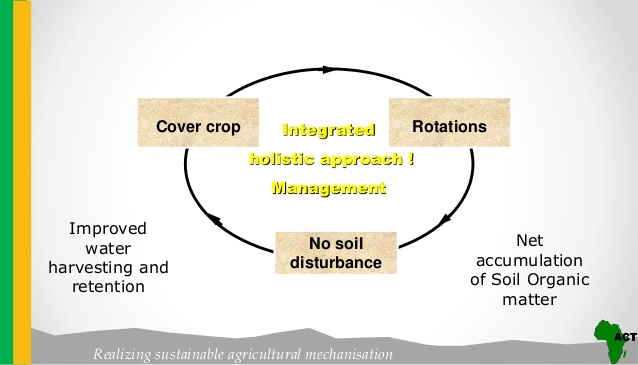 Cover crop
Integrated
holistic approach !
Management
Rotations
No soil
disturbance
Improved
water
harvesting and
retention
Net
accumulation
of Soil Organic
matter
Realizing sustainable agricultural mechanisation
ACT